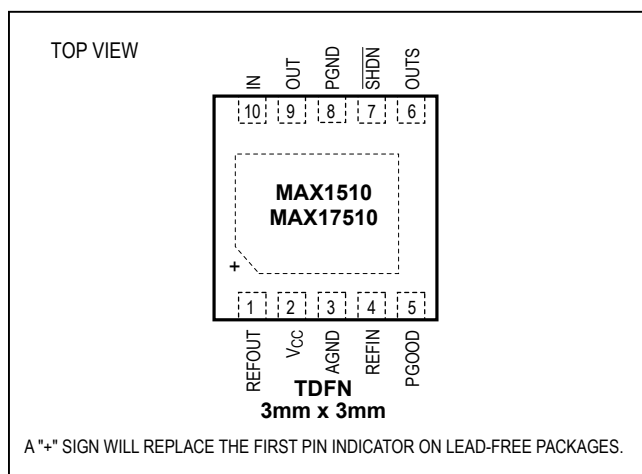 TOP VIEW
IN OUT PGND SHDN OUTS
10 9 8 7 6
MAX1510
MAX17510
+
1 2 3 4 5
REFOUT VCC AGND REFIN PGOOD
TDFN
3mm x 3mm
A "+" SIGN WILL REPLACE THE FIRST PIN INDICATOR ON LEAD-FREE PACKAGES.